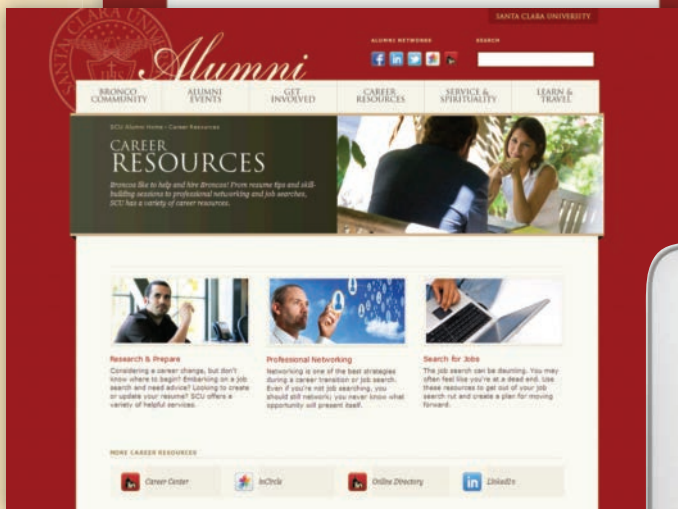 SANTA CLARA UNIVERSITY
ALUMNI NETWORKS
SEARCH
SANTA CLARA UNI
IHS
Alumni
BRONCO
COMMUNITY
ALUMNI
EVENTS
GET
INVOLVED
CAREER
RESOURCES
SERVICE &
SPIRITUALITY
LEARN &
TRAVEL
SCU Alumni Home › Career Resources
CAREER
RESOURCES
Broncos like to help and hire Broncos! From resume tips and skill-
building sessions to professional networking and job searches,
SCU has a variety of career resources.
Research & Prepare
Considering a career change, but don't
know where to begin? Embarking on a job
search and need advice? Looking to create
or update your resume? SCU offers a
variety of helpful services.
Professional Networking
Networking is one of the best strategies
during a career transition or job search.
Even if you're not job searching, you
should still network; you never know what
opportunity will present itself.
Search for Jobs
The job search can be daunting. You may
often feel like you're at a dead end. Use
these resources to get out of your job
search rut and create a plan for moving
forward.
MORE CAREER RESOURCES
Career Center
inCircle
Online Directory
in
LinkedIn